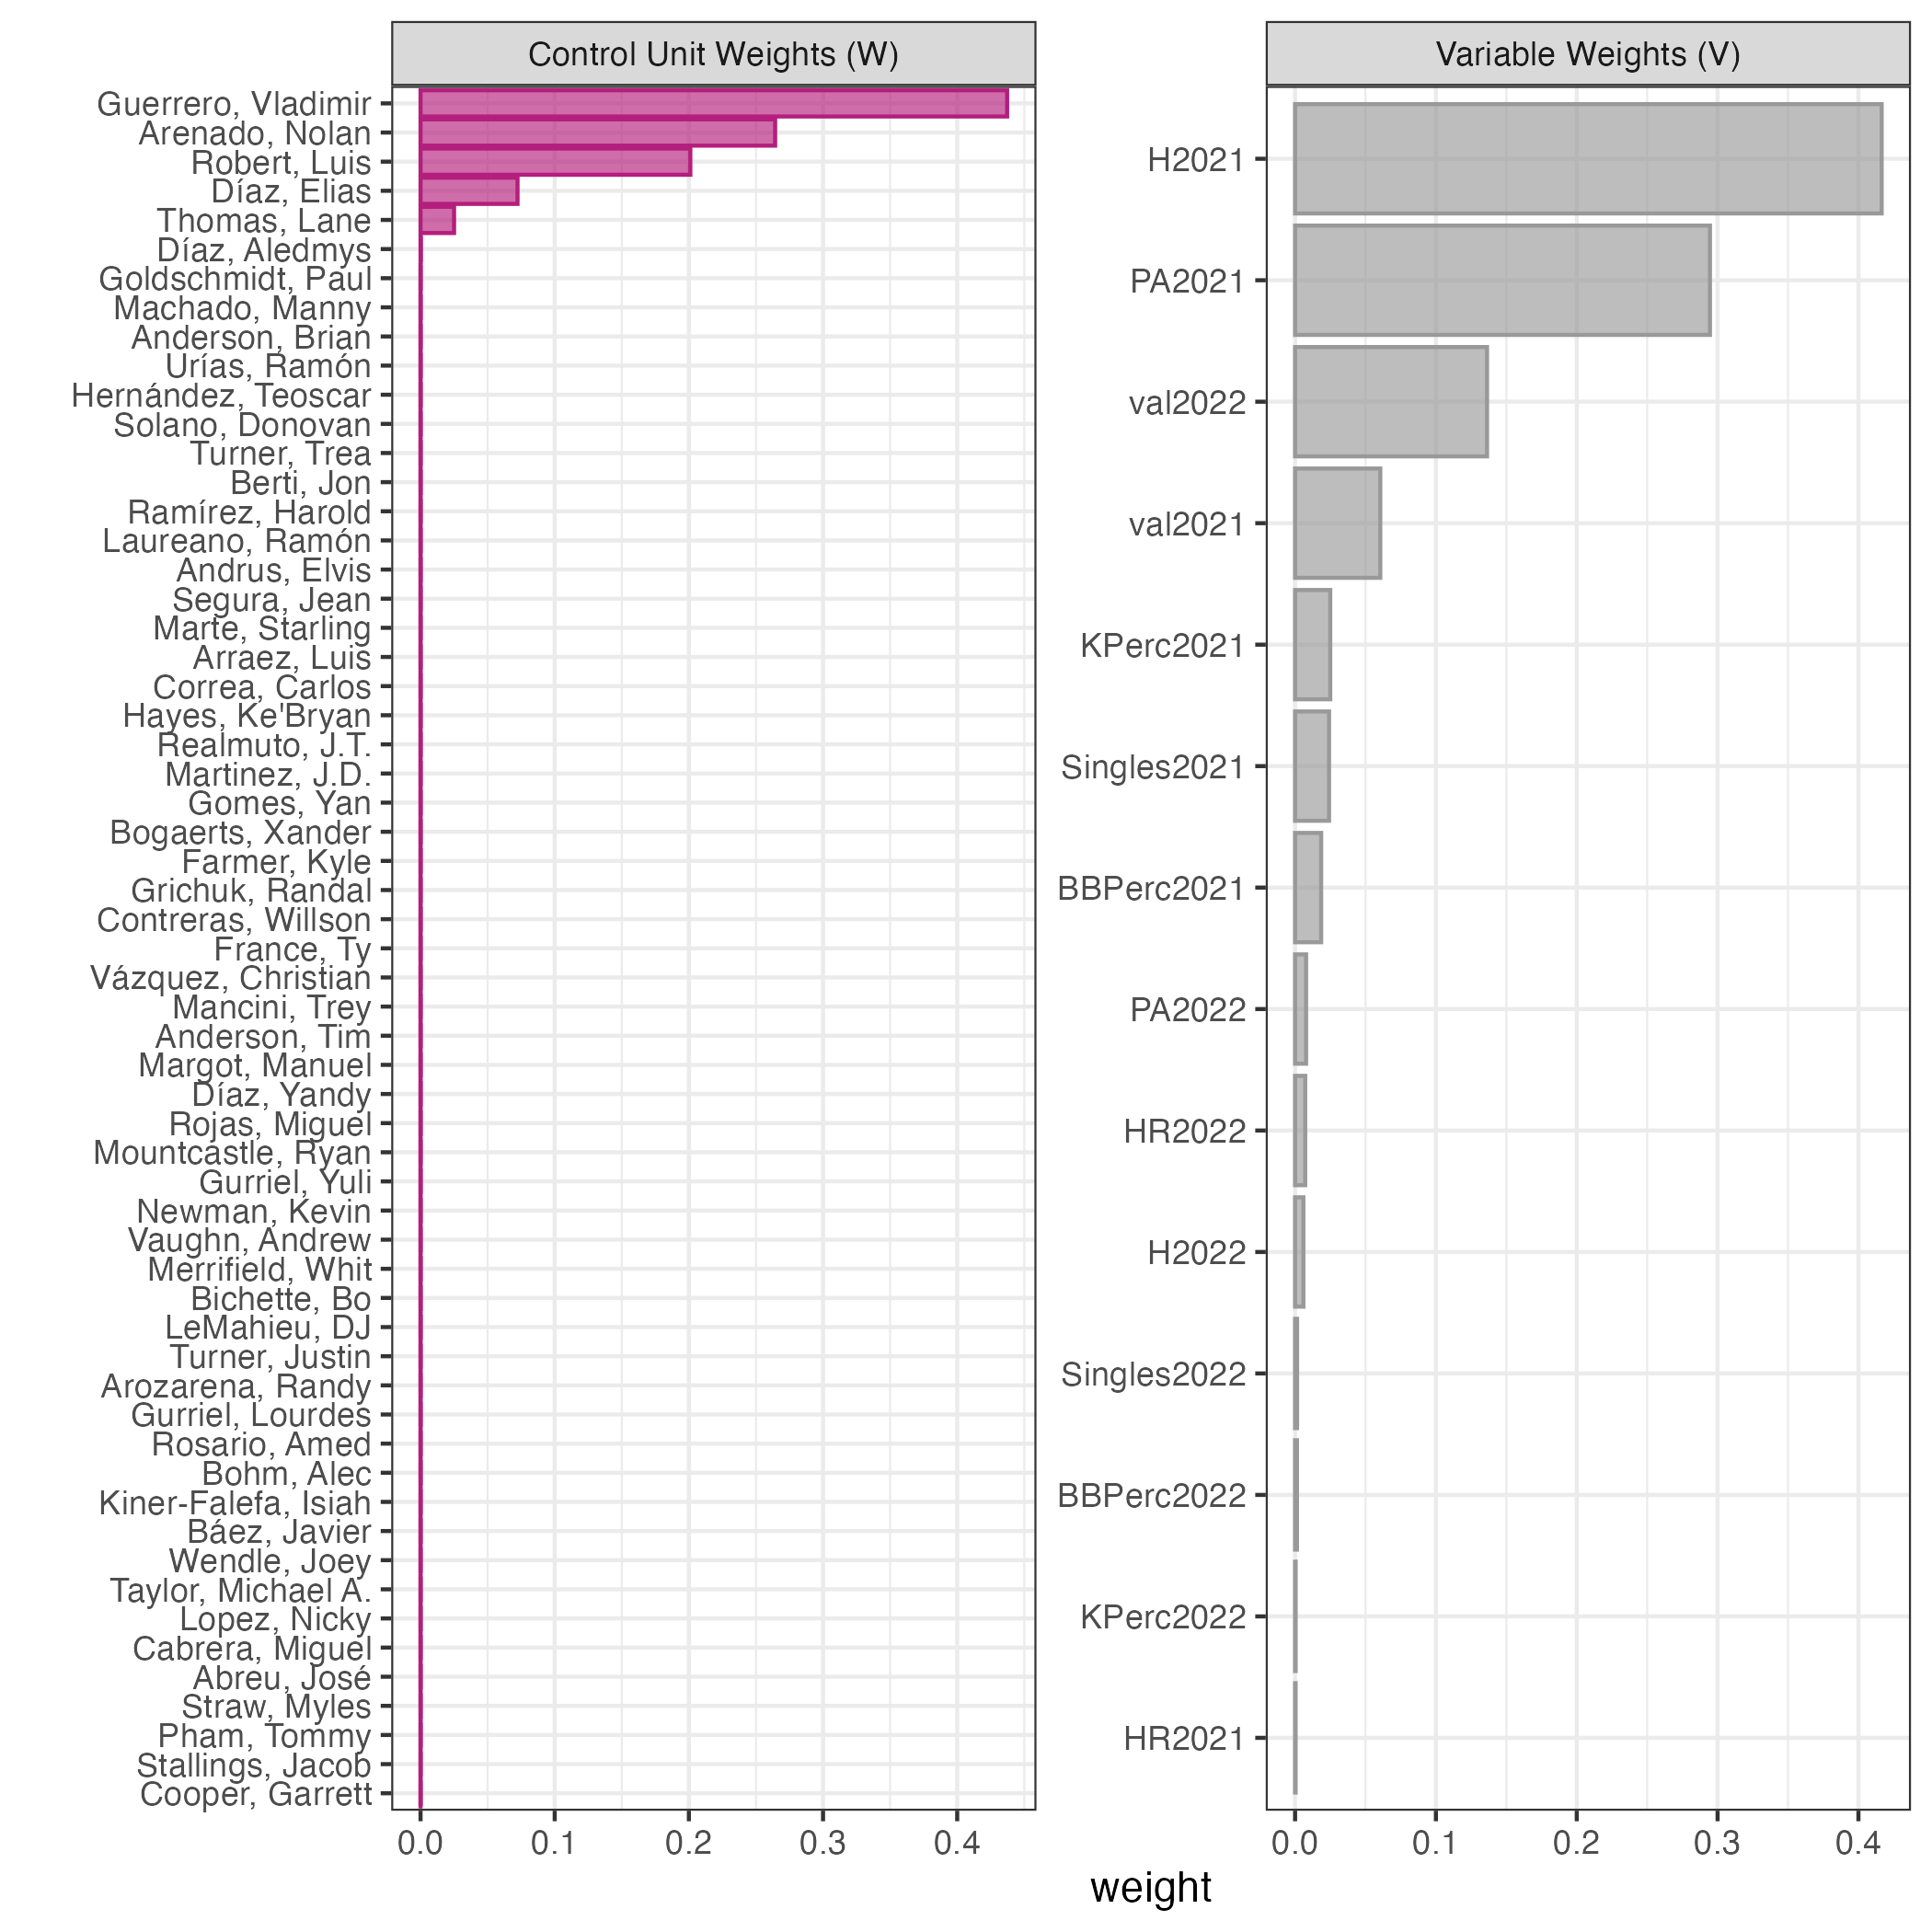 Control Unit Weights (W)
Guerrero, Vladimir
Arenado, Nolan
Robert, Luis
Díaz, Elias
Thomas, Lane
Díaz, Aledmys
Goldschmidt, Paul
Machado, Manny
Anderson, Brian
Urías, Ramón
Hernández, Teoscar
Solano, Donovan
Turner, Trea
Berti, Jon
Ramírez, Harold
Laureano, Ramón
Andrus, Elvis
Segura, Jean
Marte, Starling
Arraez, Luis
Correa, Carlos
Hayes, Ke'Bryan
Realmuto, J.T.
Martinez, J.D.
Gomes, Yan
Bogaerts, Xander
Farmer, Kyle
Grichuk, Randal
Contreras, Willson
France, Ty
Vázquez, Christian
Mancini, Trey
Anderson, Tim
Margot, Manuel
Díaz, Yandy
Rojas, Miguel
Mountcastle, Ryan
Gurriel, Yuli
Newman, Kevin
Vaughn, Andrew
Merrifield, Whit
Bichette, Bo
LeMahieu, DJ
Turner, Justin
Arozarena, Randy
Gurriel, Lourdes
Rosario, Amed
Bohm, Alec
Kiner-Falefa, Isiah
Báez, Javier
Wendle, Joey
Taylor, Michael A.
Lopez, Nicky
Cabrera, Miguel
Abreu, José
Straw, Myles
Pham, Tommy
Stallings, Jacob
Cooper, Garrett
0.0 0.1 0.2 0.3 0.4
Variable Weights (V)
H2021
PA2021
val2022
val2021
KPerc2021
Singles2021
BBPerc2021
PA2022
HR2022
H2022
Singles2022
BBPerc2022
KPerc2022
HR2021
0.0 0.1 0.2 0.3 0.4
weight